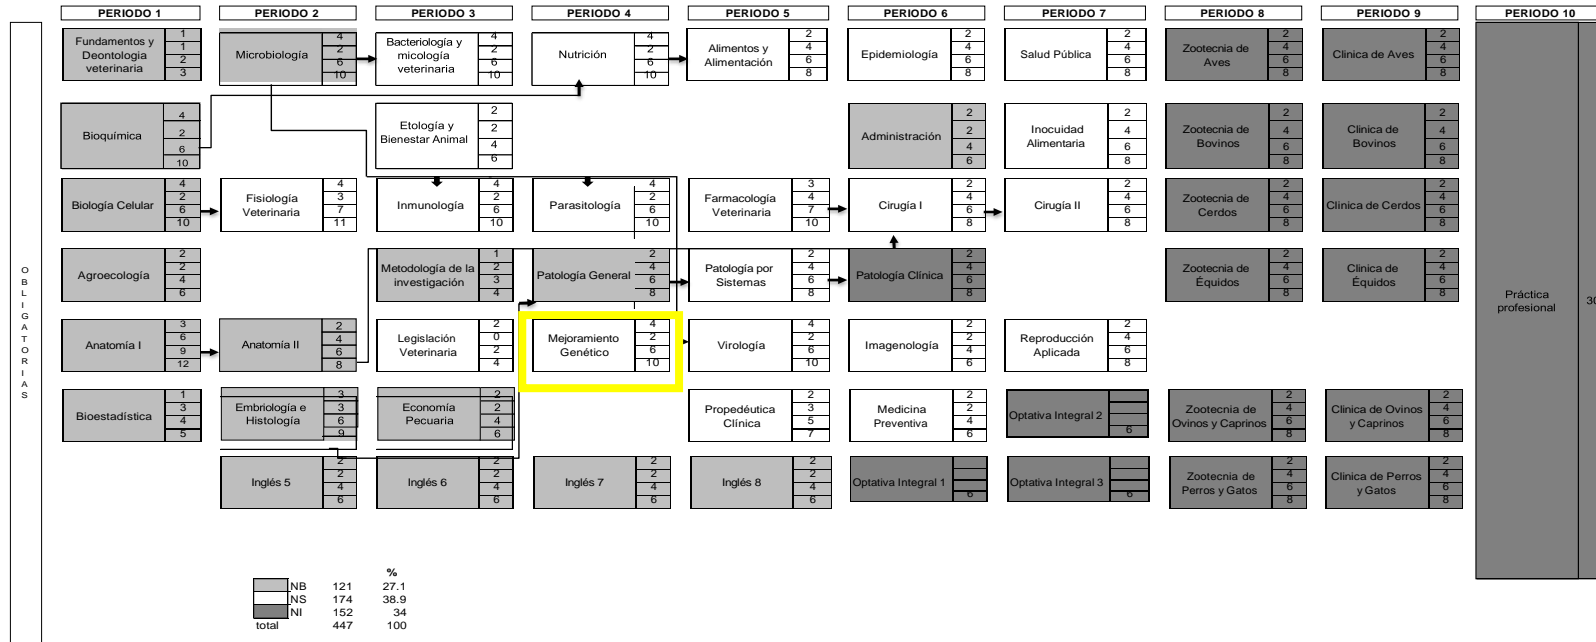 PERIODO 1 PERIODO 2 PERIODO 3 PERIODO 4 PERIODO 5 PERIODO 6 PERIODO 7 PERIODO 8 PERIODO 9 PERIODO 10
OBLIGATORIAS
Fundamentos y
Deontología
veterinaria
1
1
2
3
Microbiología
4
2
6
10
Bacteriología y
micología
veterinaria
4
2
6
10
Nutrición
4
2
6
10
Alimentos y
Alimentación
2
4
6
8
Epidemiología
2
4
6
8
Salud Pública
2
4
6
8
Zootecnia de
Aves
2
4
6
8
Clinica de Aves
2
4
6
8
Bioquímica
4
2
6
10
Etología y
Bienestar Animal
2
2
4
6
Administración
2
2
4
6
Inocuidad
Alimentaria
2
4
6
8
Zootecnia de
Bovinos
2
4
6
8
Clinica de
Bovinos
2
4
6
8
Biología Celular
4
2
6
10
Fisiología
Veterinaria
4
3
7
11
Inmunología
4
2
6
10
Parasitología
4
2
6
10
Farmacología
Veterinaria
3
4
7
10
Cirugía I
2
4
6
8
Cirugía II
2
4
6
8
Zootecnia de
Cerdos
2
4
6
8
Clinica de Cerdos
2
4
6
8
Agroecología
2
2
4
6
Metodología de la
investigación
1
2
3
4
Patología General
2
4
6
8
Patología por
Sistemas
2
4
6
8
Patología Clínica
2
4
6
8
Zootecnia de
Équidos
2
4
6
8
Clinica de
Équidos
2
4
6
8
Práctica
profesional
30
Anatomía I
3
6
9
12
Anatomía II
2
4
6
8
Legislación
Veterinaria
2
0
2
4
Mejoramiento
Genético
4
2
6
10
Virología
4
2
6
10
Imagenología
2
2
4
6
Reproducción
Aplicada
2
4
6
8
Bioestadística
1
3
4
5
Embriología e
Histología
3
3
6
9
Economía
Pecuaria
2
2
4
6
Propedéutica
Clínica
2
3
5
7
Medicina
Preventiva
2
2
4
6
Optativa Integral 2
6
Zootecnia de
Ovinos y Caprinos
2
4
6
8
Clinica de Ovinos
y Caprinos
2
4
6
8
Inglés 5
2
2
4
6
Inglés 6
2
2
4
6
Inglés 7
2
2
4
6
Inglés 8
2
2
4
6
Optativa Integral 1
6
Optativa Integral 3
6
Zootecnia de
Perros y Gatos
2
4
6
8
Clinica de Perros
y Gatos
2
4
6
8
%
NB 121 27.1
NS 174 38.9
NI 152 34
total 447 100